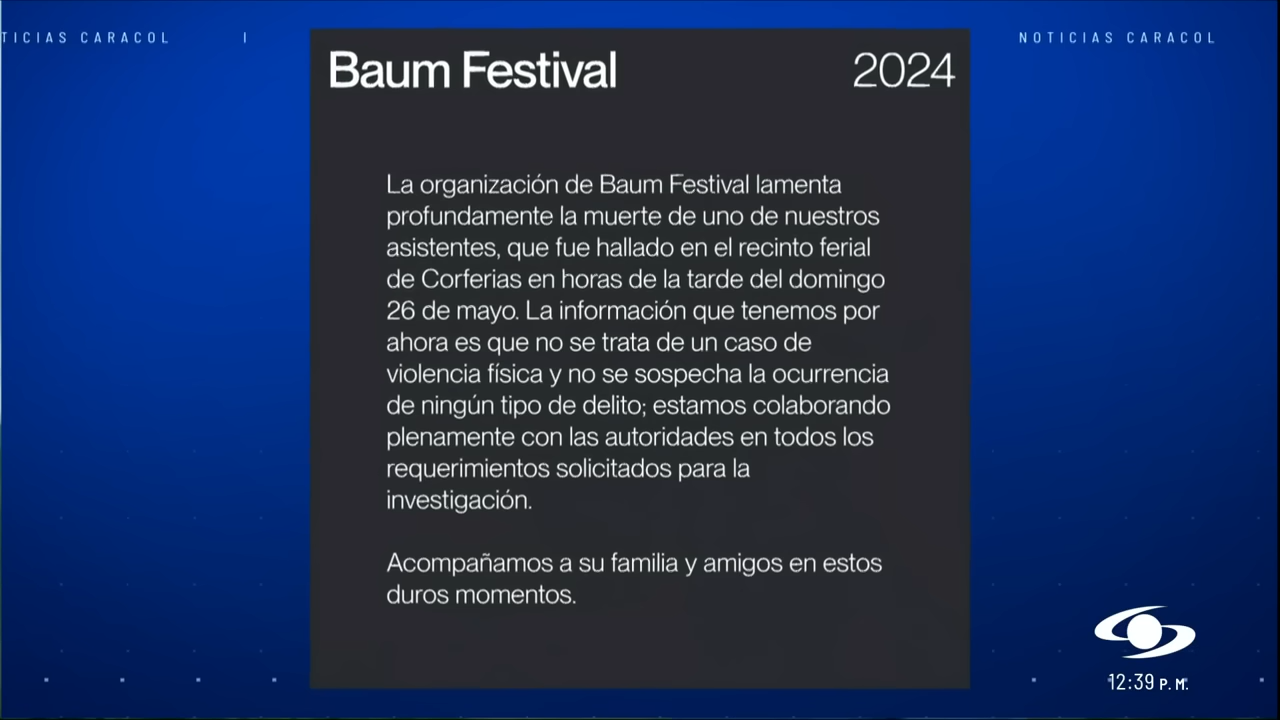 TICIAS CARACOL |
NOTICIAS CARACOL
Baum Festival
2024
La organización de Baum Festival lamenta
profundamente la muerte de uno de nuestros
asistentes, que fue hallado en el recinto ferial
de Corferias en horas de la tarde del domingo
26 de mayo. La información que tenemos por
ahora es que no se trata de un caso de
violencia física y no se sospecha la ocurrencia
de ningún tipo de delito; estamos colaborando
plenamente con las autoridades en todos los
requerimientos solicitados para la
investigación.
Acompañamos a su familia y amigos en estos
duros momentos.
12:39 P. M.